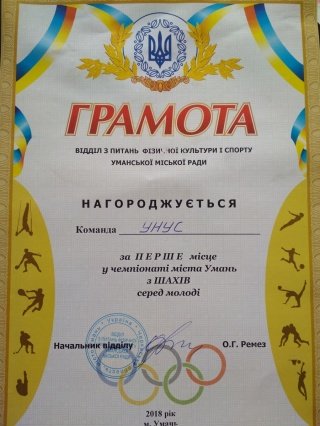 ГРАМОТА
ВІДДІЛ З ПИТАНЬ ФІЗИЧНОЇ КУЛЬТУРИ І СПОРТУ
УМАНСЬКОЇ МІСЬКОЇ РАДИ
НАГОРОДЖУЄТЬСЯ
Команда УНУС
за ПЕРШЕ місце
у чемпіонаті міста Умань
з ШАХІВ
серед молоді
Начальник відділу О.Г. Ремез
2018 рік
м. Умань